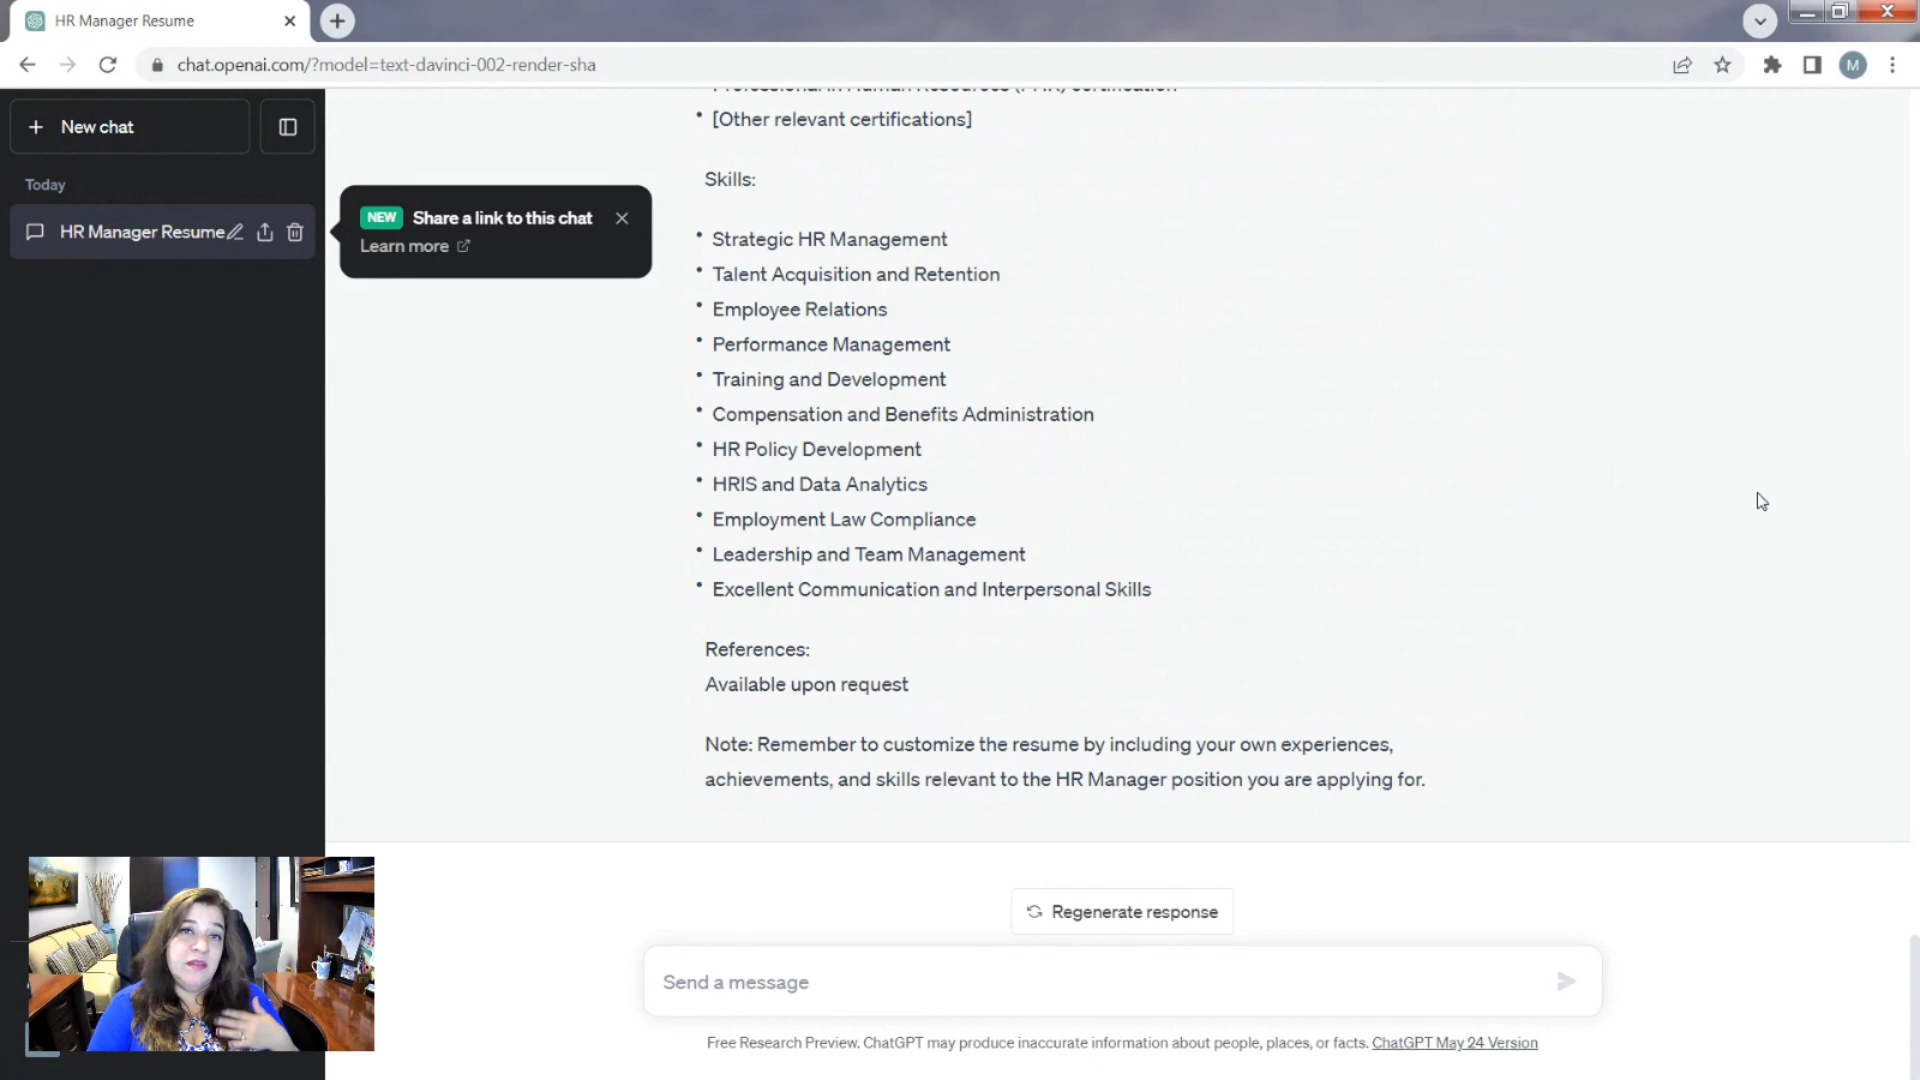 HR Manager Resume
chat.openai.com/?model=text-davinci-002-render-sha
M
New chat
Today
HR Manager Resume
NEW Share a link to this chat
Learn more
Professional in Human Resources (PHR) certification
[Other relevant certifications]
Skills:
Strategic HR Management
Talent Acquisition and Retention
Employee Relations
Performance Management
Training and Development
Compensation and Benefits Administration
HR Policy Development
HRIS and Data Analytics
Employment Law Compliance
Leadership and Team Management
Excellent Communication and Interpersonal Skills
References:
Available upon request
Note: Remember to customize the resume by including your own experiences,
achievements, and skills relevant to the HR Manager position you are applying for.
Regenerate response
Send a message
Free Research Preview. ChatGPT may produce inaccurate information about people, places, or facts. ChatGPT May 24 Version